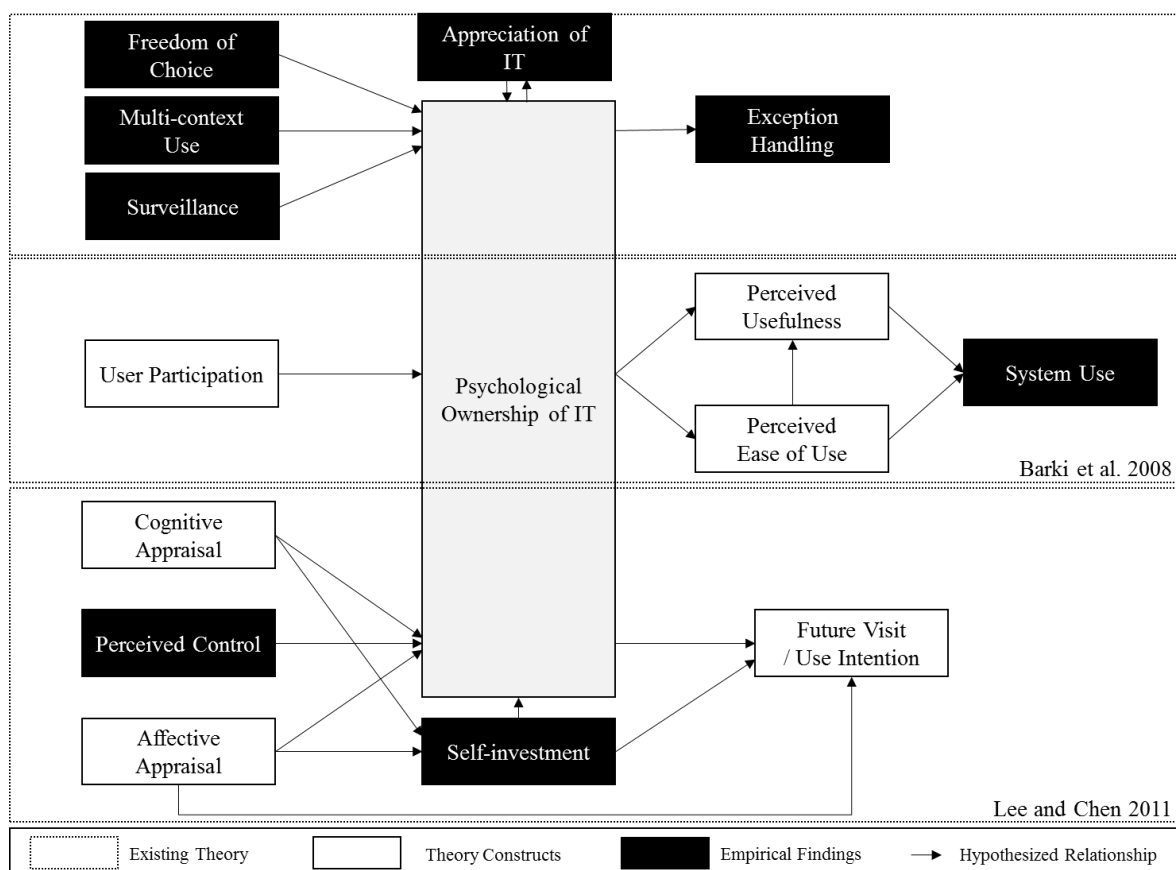 Freedom of
Choice
Appreciation of
IT
Multi-context
Use
Exception
Handling
Surveillance
User Participation
Psychological
Ownership of IT
Perceived
Usefulness
System Use
Perceived
Ease of Use
Barki et al. 2008
Cognitive
Appraisal
Perceived Control
Future Visit
/ Use Intention
Affective
Appraisal
Self-investment
Lee and Chen 2011
Existing Theory
Theory Constructs
Empirical Findings
Hypothesized Relationship